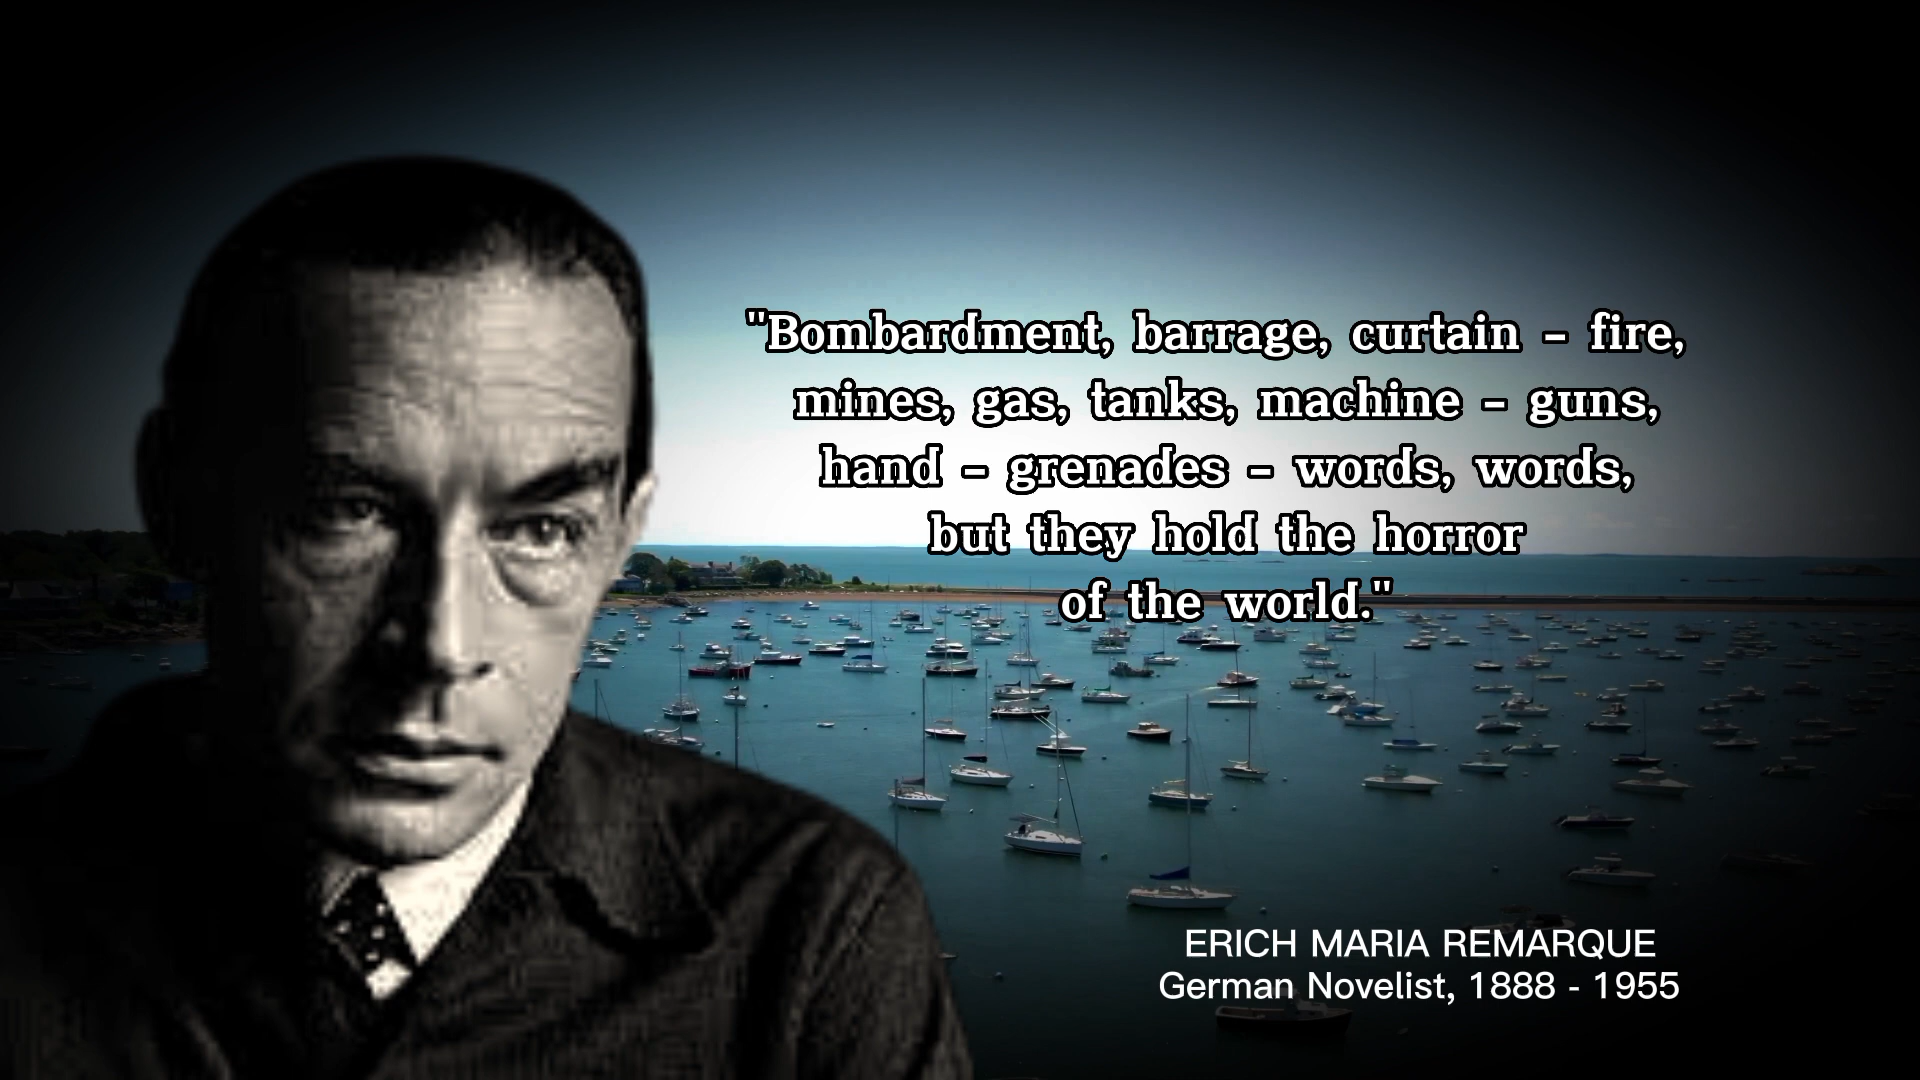 "Bombardment, barrage, curtain – fire,
mines, gas, tanks, machine – guns,
hand – grenades – words, words,
but they hold the horror
of the world."
ERICH MARIA REMARQUE
German Novelist, 1888 - 1955